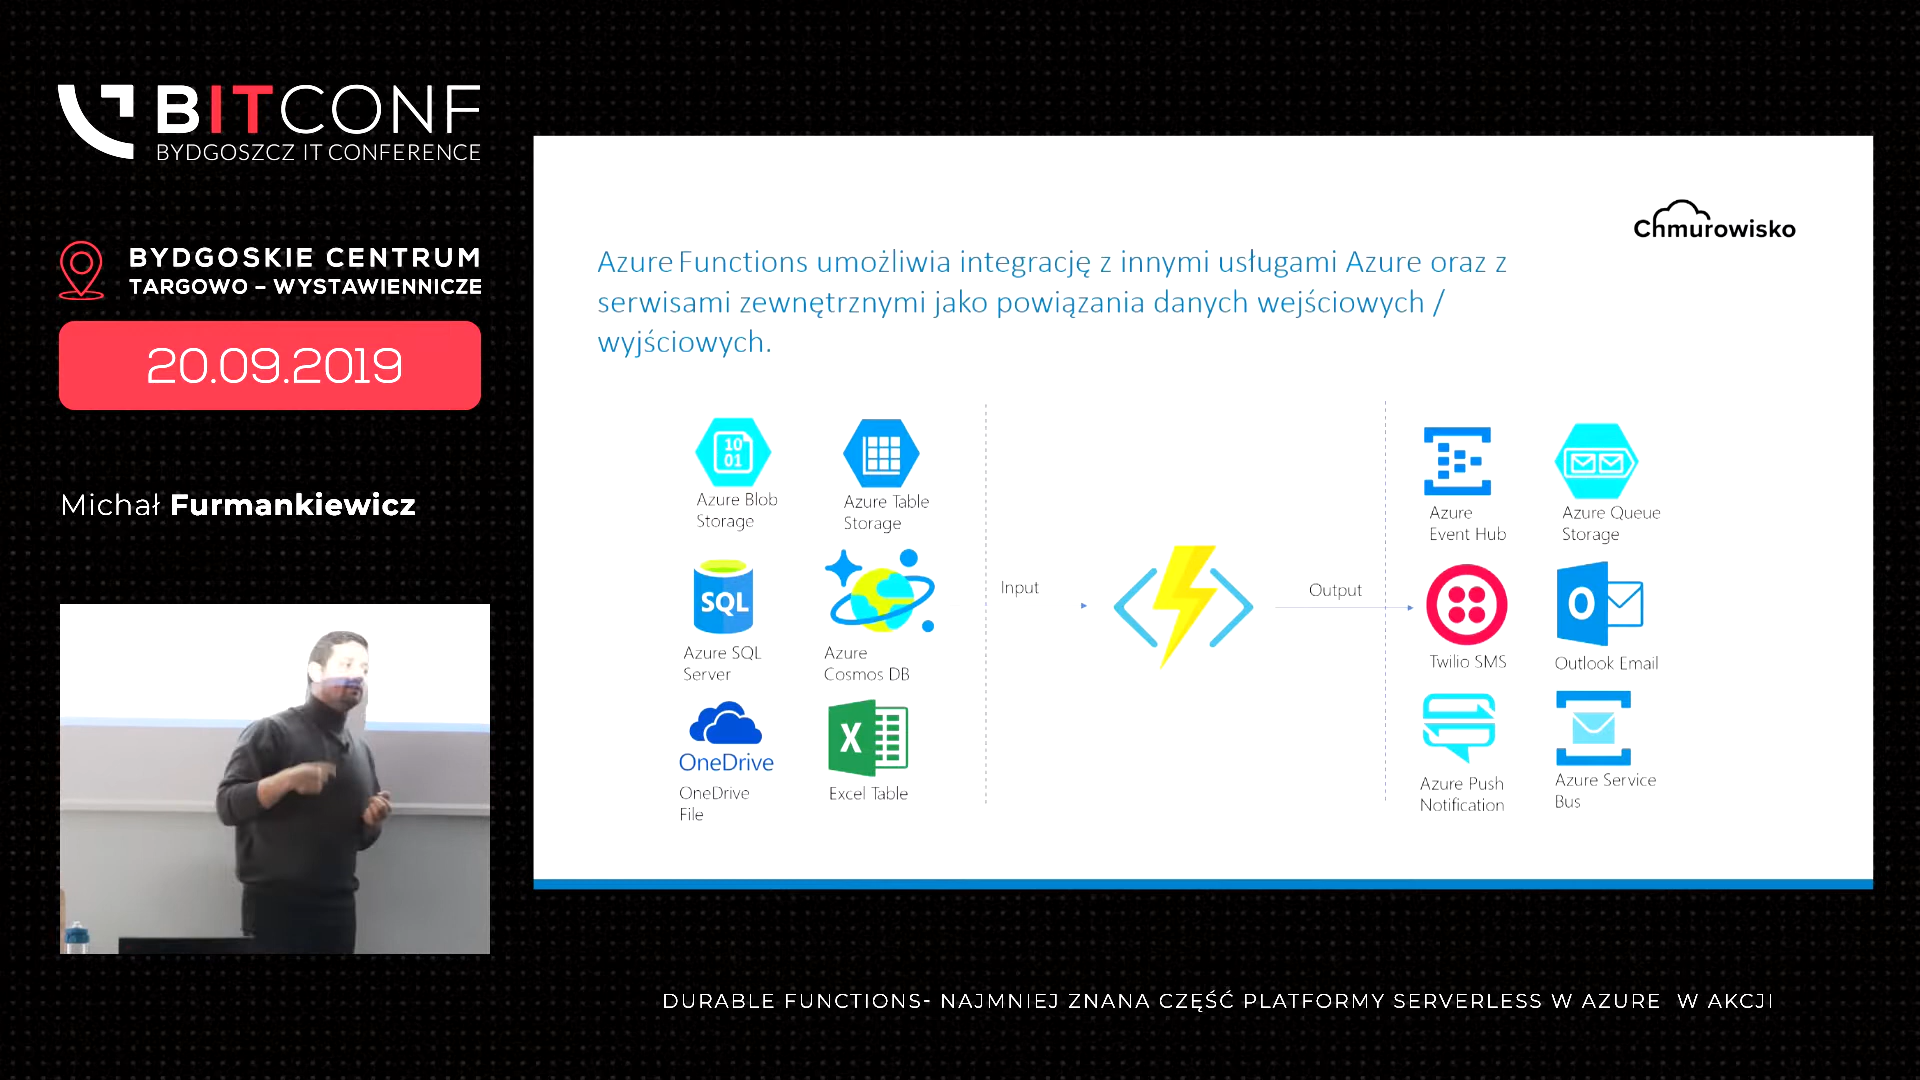 BITCONF
BYDGOSZCZ IT CONFERENCE
BYDGOSKIE CENTRUM
TARGOWO – WYSTAWIENNICZE
20.09.2019
Michał Furmankiewicz
Chmurowisko
Azure Functions umożliwia integrację z innymi usługami Azure oraz z
serwisami zewnętrznymi jako powiązania danych wejściowych /
wyjściowych.
10
01
Azure Blob
Storage
Azure Table
Storage
SQL
Azure SQL
Server
Azure
Cosmos DB
OneDrive
OneDrive
File
X
Excel Table
Input
Output
Azure
Event Hub
Azure Queue
Storage
Twilio SMS
O
Outlook Email
Azure Push
Notification
Azure Service
Bus
DURABLE FUNCTIONS- NAJMNIEJ ZNANA CZĘŚĆ PLATFORMY SERVERLESS W AZURE W AKCJI